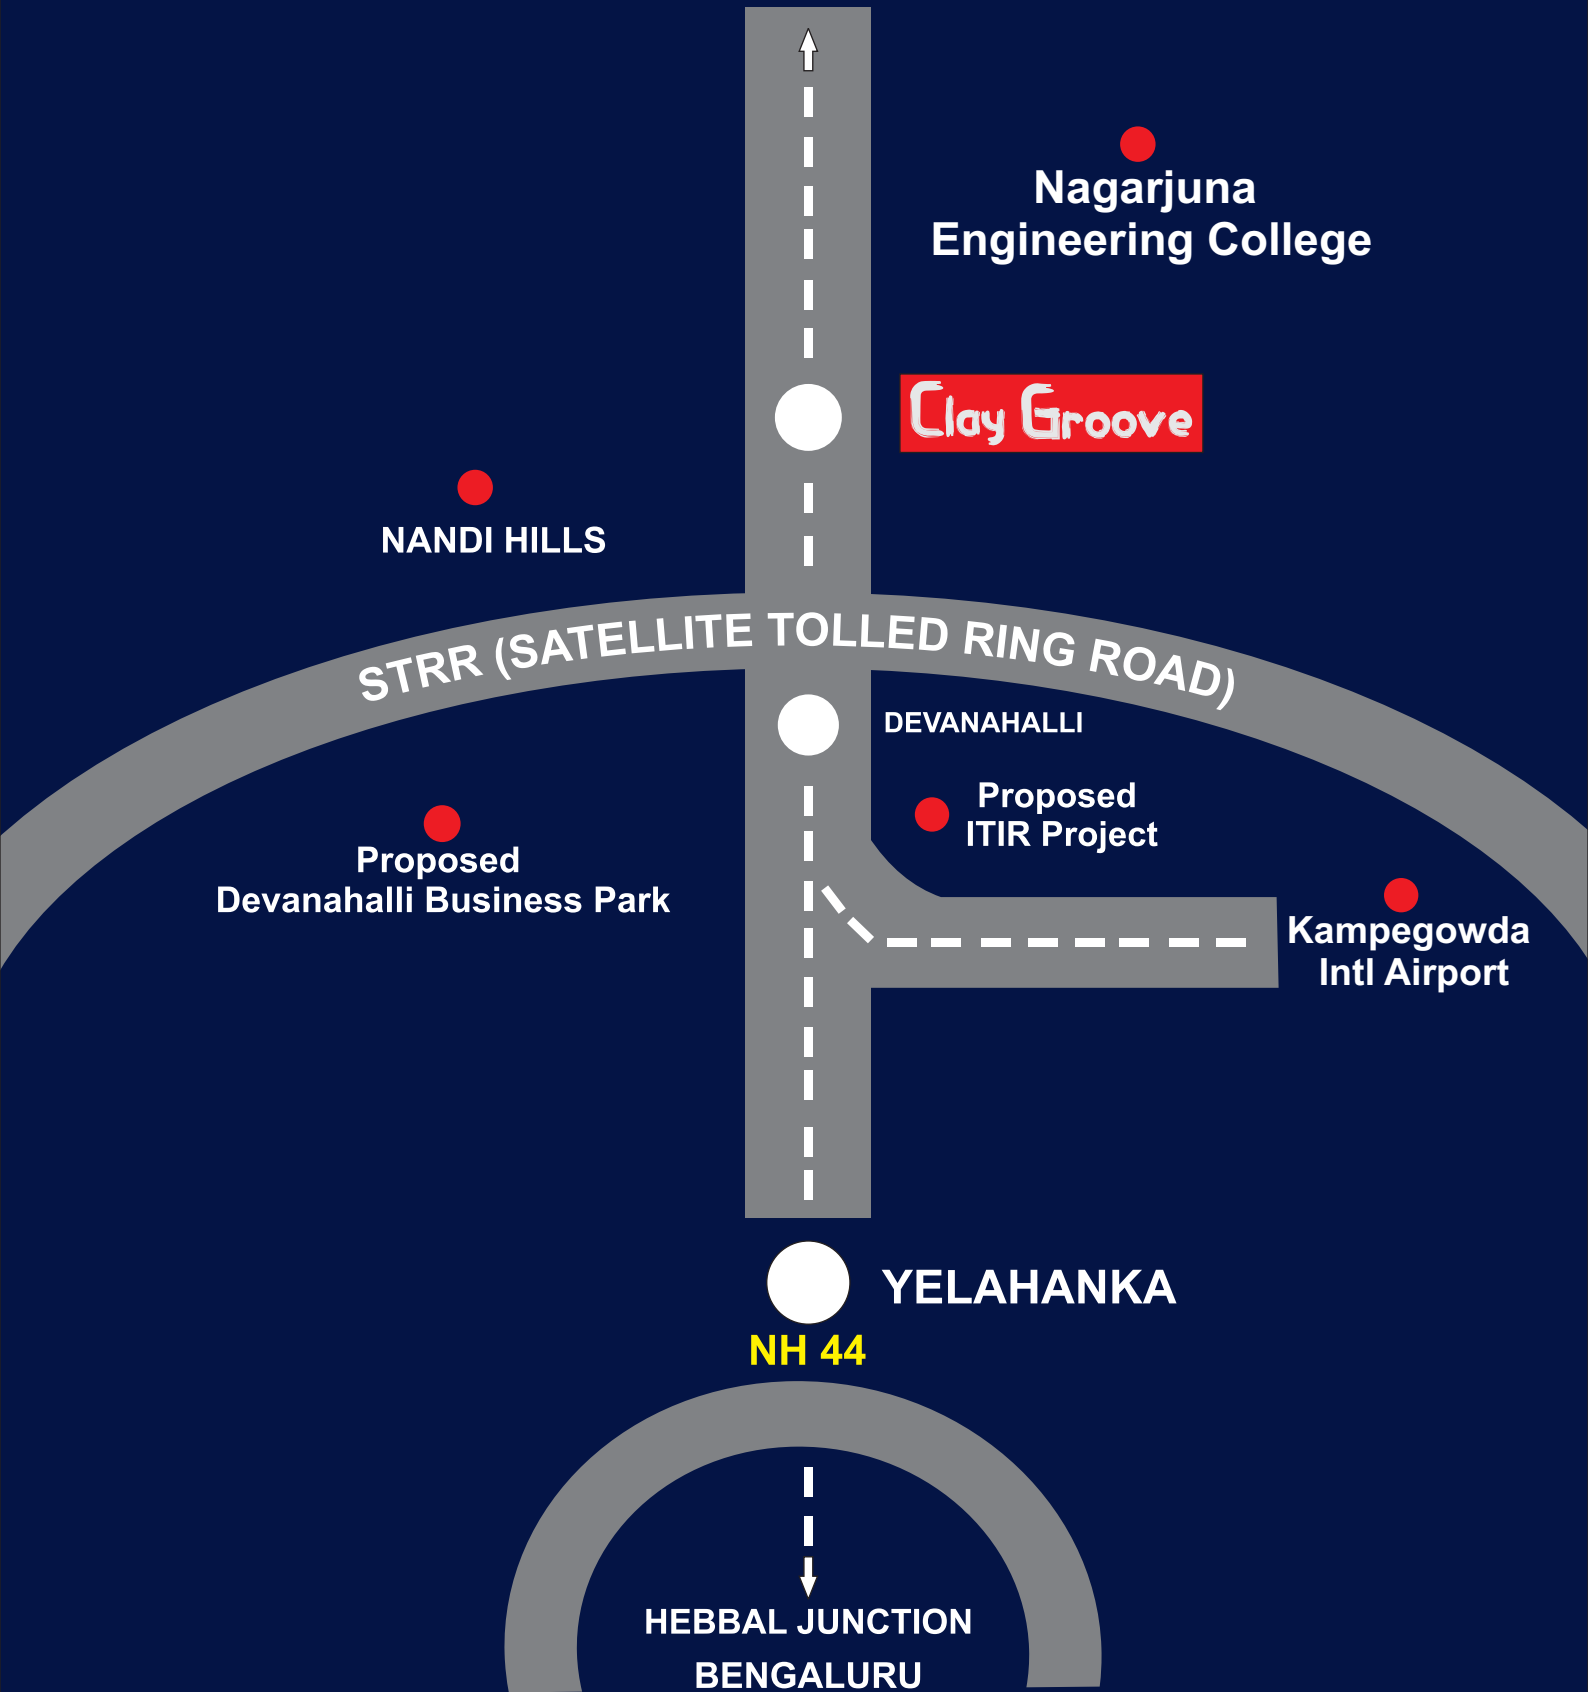 Nagarjuna
Engineering College
Clay Groove
NANDI HILLS
STRR (SATELLITE TOLLED RING ROAD)
DEVANAHALLI
Proposed
ITIR Project
Proposed
Devanahalli Business Park
Kampegowda
Intl Airport
YELAHANKA
NH 44
HEBBAL JUNCTION
BENGALURU